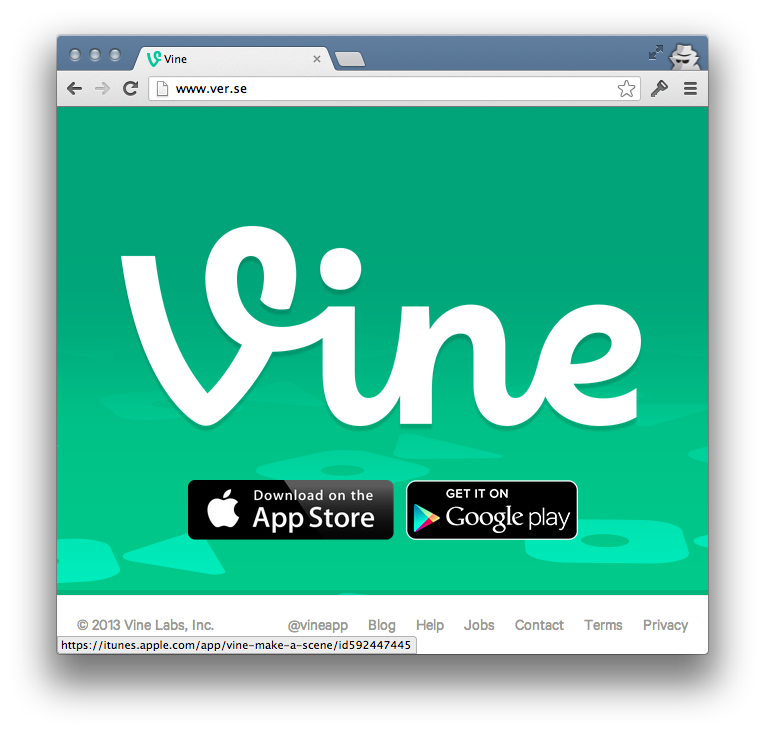 Vine
www.ver.se
Vine
Download on the
App Store
GET IT ON
Google play
© 2013 Vine Labs, Inc. @vineapp Blog Help Jobs Contact Terms Privacy
https://itunes.apple.com/app/vine-make-a-scene/id592447445